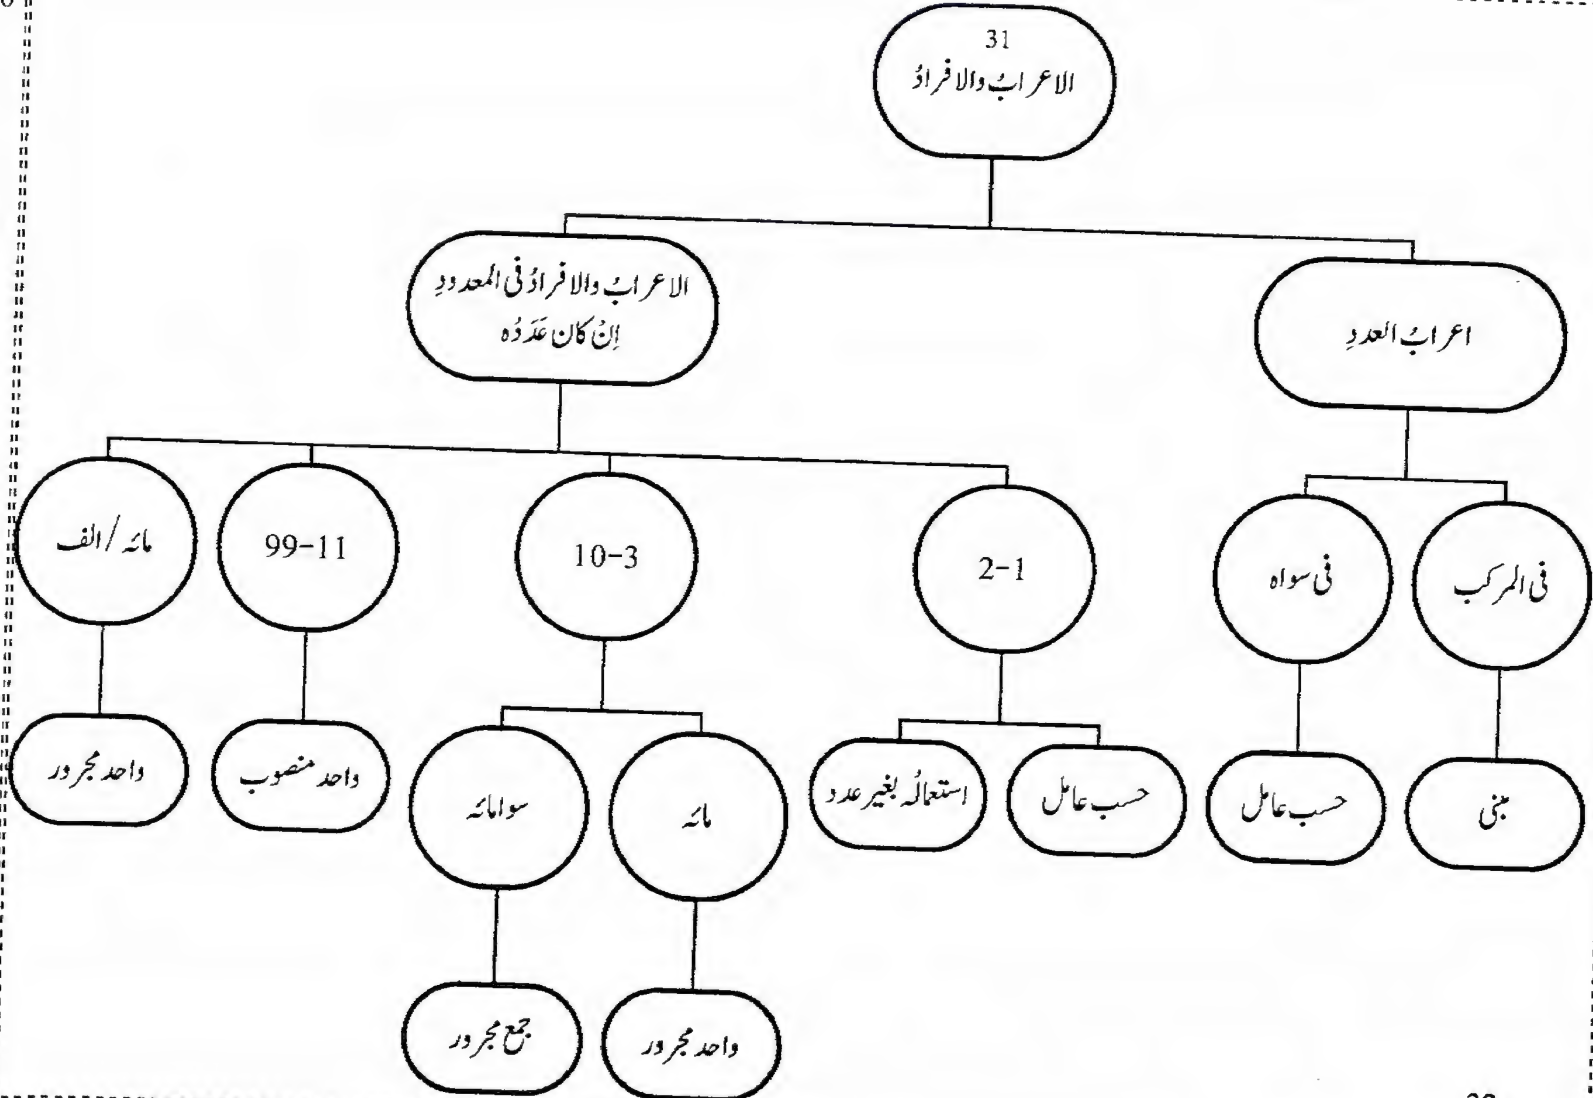 31
الاعرابُ والافرادُ
الاعرابُ والافرادُ فی المعدودِ
اِنْ کان عَدَدُه
اعرابُ العددِ
فی المرکب
فی سواہ
2-1
10-3
99-11
مائہ/الف
مبنی
حسب عامل
حسب عامل
استعمالُہ بغیر عدد
مائہ
سوامائہ
واحد منصوب
واحد مجرور
واحد مجرور
جمع مجرور